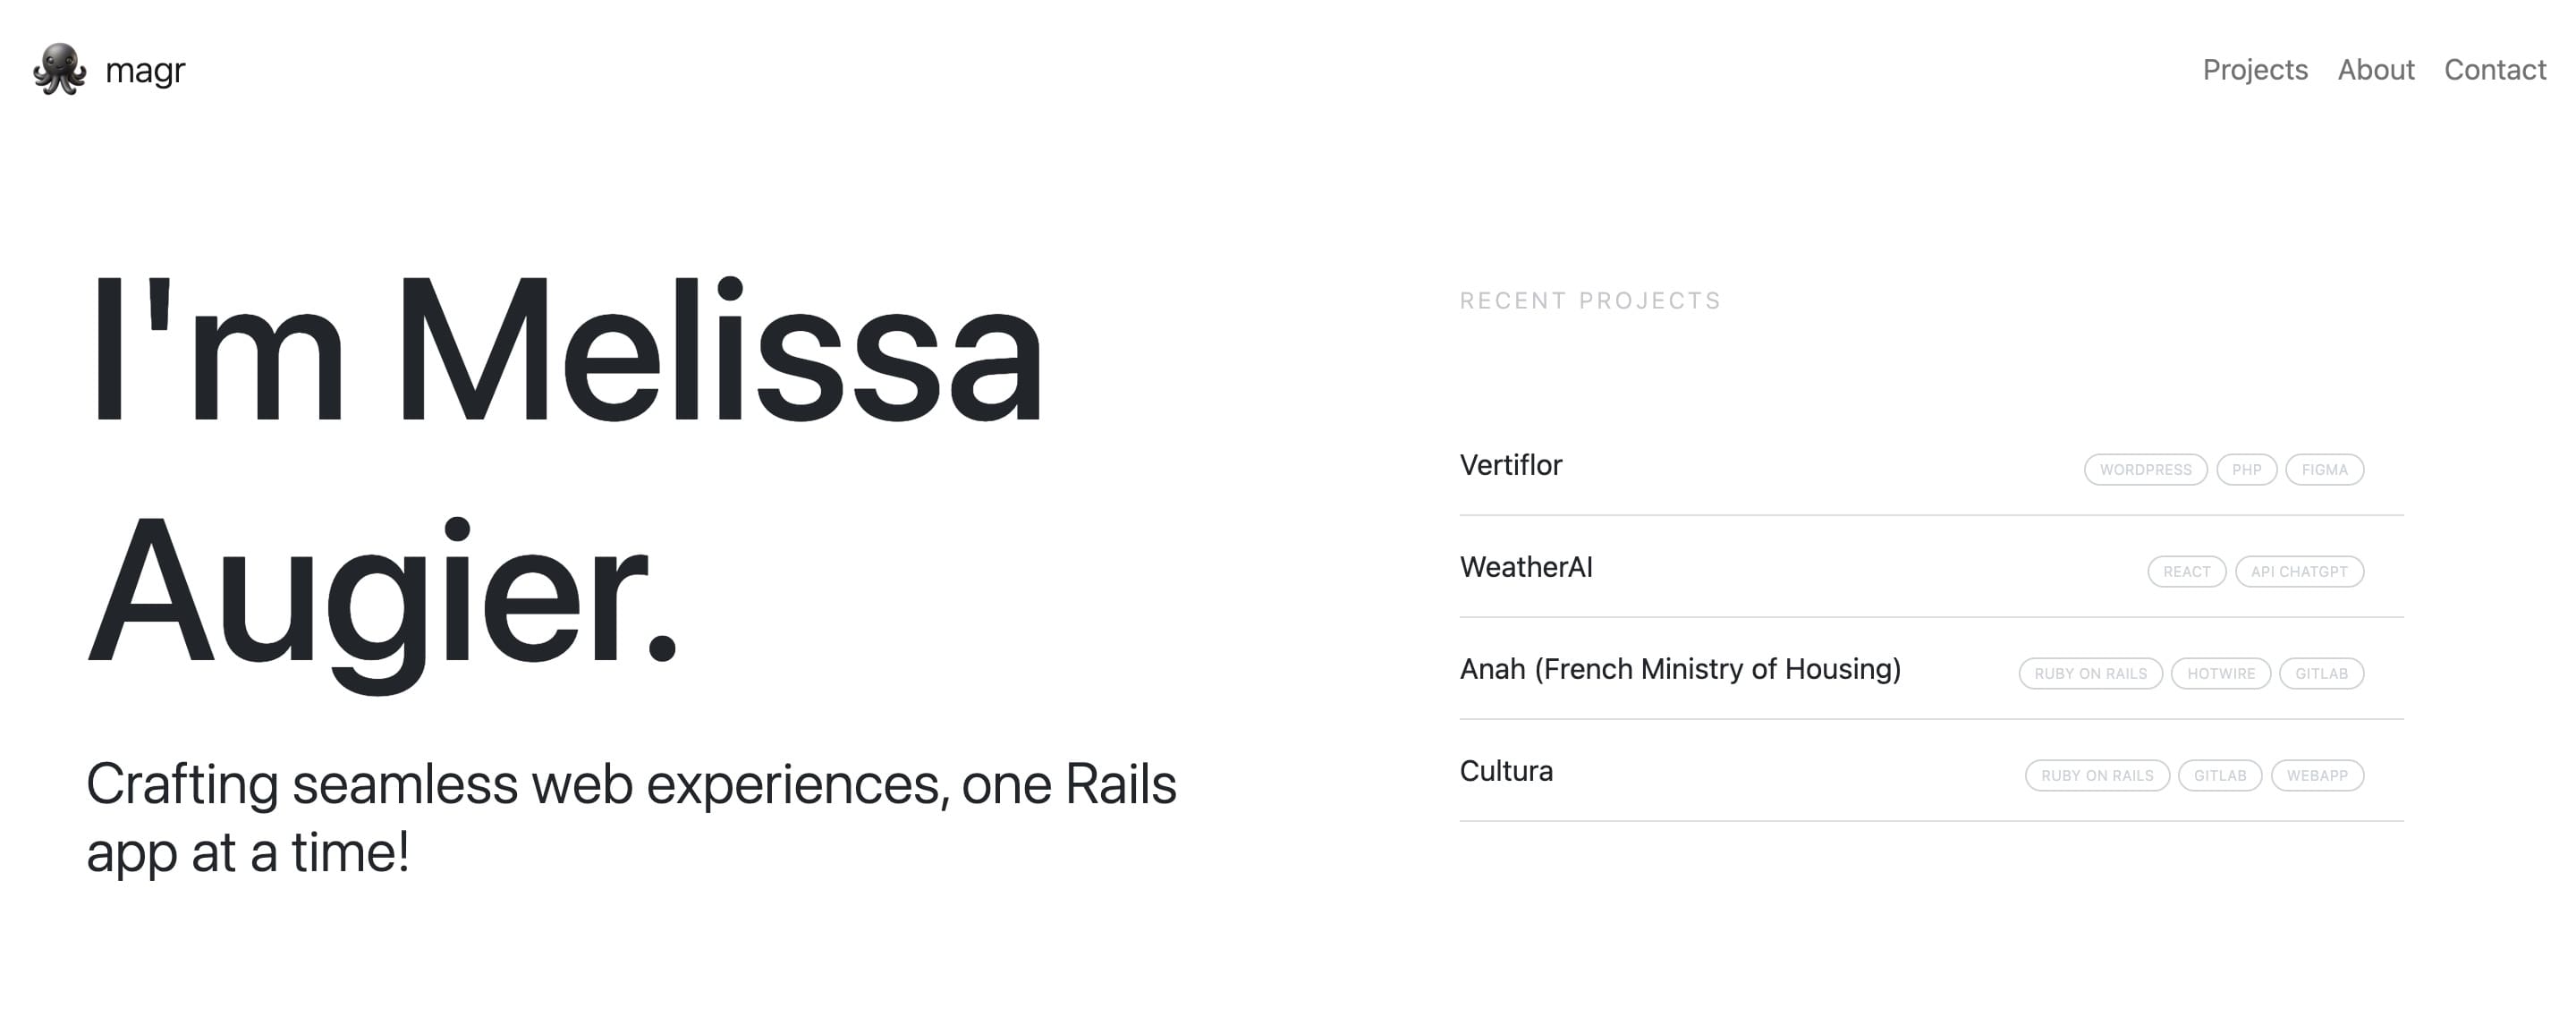 magr
Projects About Contact
I'm Melissa
Augier.
Crafting seamless web experiences, one Rails
app at a time!
RECENT PROJECTS
Vertiflor WORDPRESS PHP FIGMA
WeatherAI REACT API CHATGPT
Anah (French Ministry of Housing) RUBY ON RAILS HOTWIRE GITLAB
Cultura RUBY ON RAILS GITLAB WEBAPP